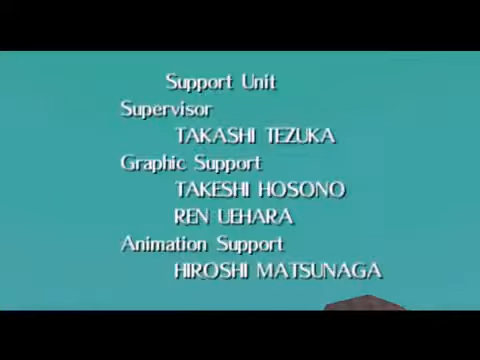 Support Unit
Supervisor
TAKASHI TEZUKA
Graphic Support
TAKESHI HOSONO
REN UEHARA
Animation Support
HIROSHI MATSUNAGA